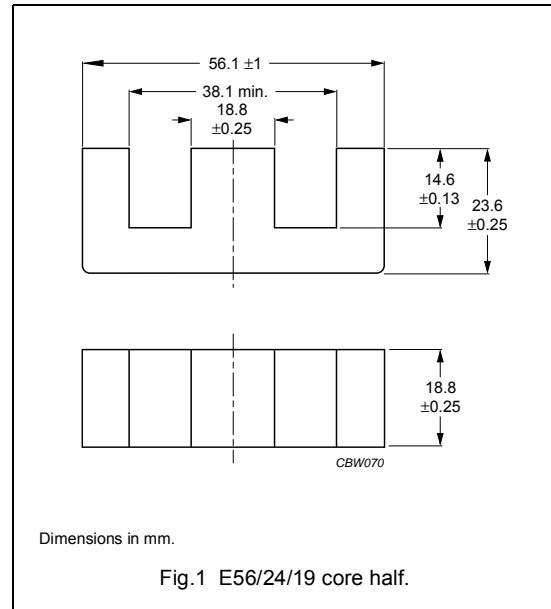 56.1 ±1
38.1 min.
18.8
±0.25
14.6
±0.13
23.6
±0.25
18.8
±0.25
CBW070
Dimensions in mm.
Fig.1 E56/24/19 core half.